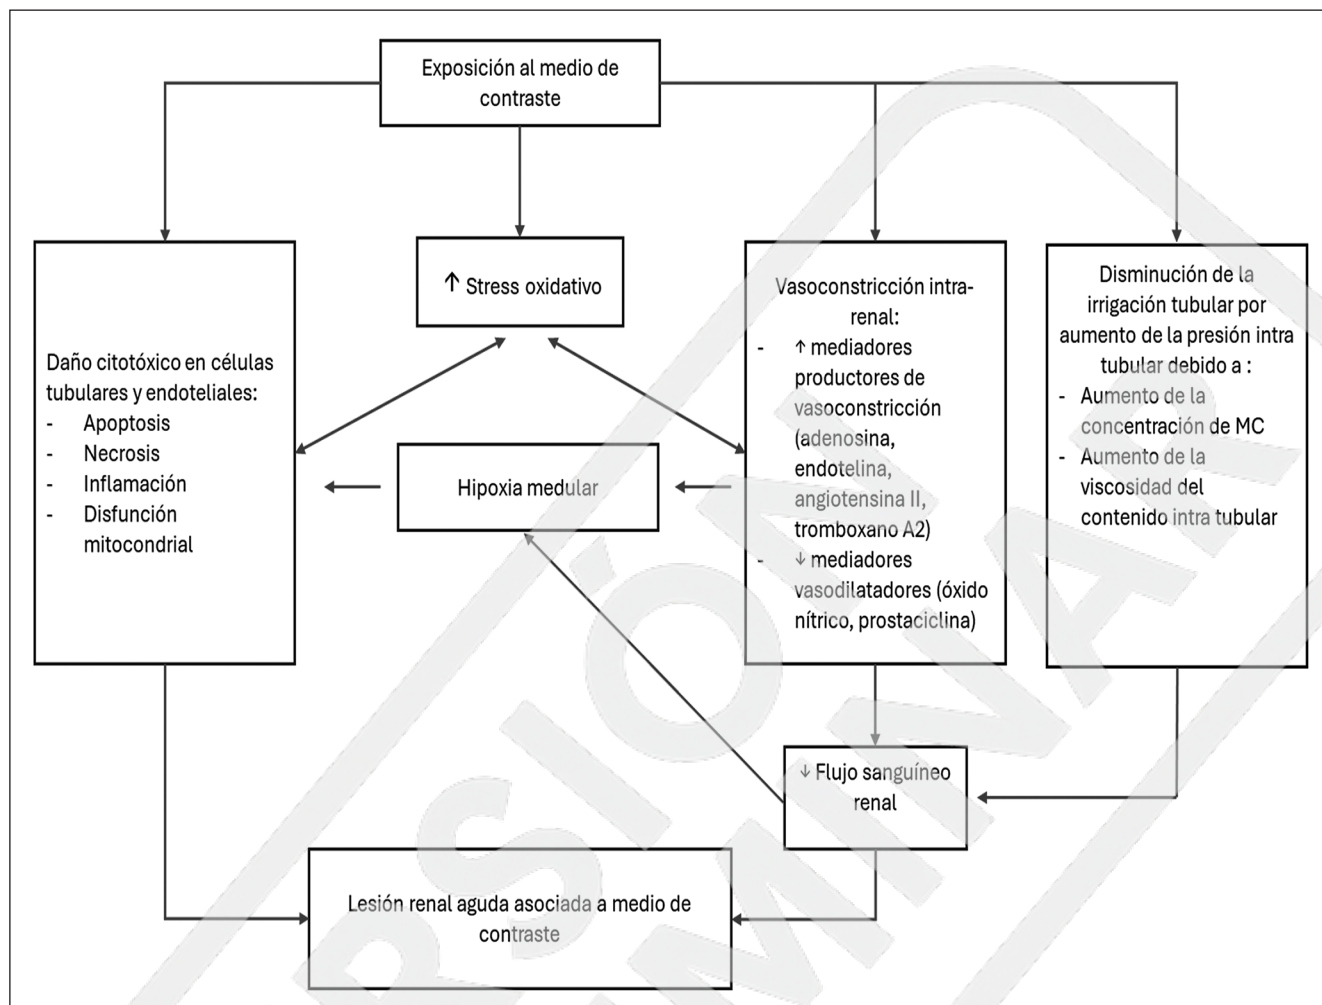 Exposición al medio de
contraste
↑ Stress oxidativo
Daño citotóxico en células
tubulares y endoteliales:
- Apoptosis
- Necrosis
- Inflamación
- Disfunción
mitocondrial
Hipoxia medular
Vasoconstricción intra-
renal:
- ↑ mediadores
productores de
vasoconstricción
(adenosina,
endotelina,
angiotensina II,
tromboxano A2)
- ↓ mediadores
vasodilatadores (óxido
nítrico, prostaciclina)
Disminución de la
irrigación tubular por
aumento de la presión intra
tubular debido a :
- Aumento de la
concentración de MC
- Aumento de la
viscosidad del
contenido intra tubular
↓ Flujo sanguíneo
renal
Lesión renal aguda asociada a medio de
contraste
RSIÓN
IMINAR